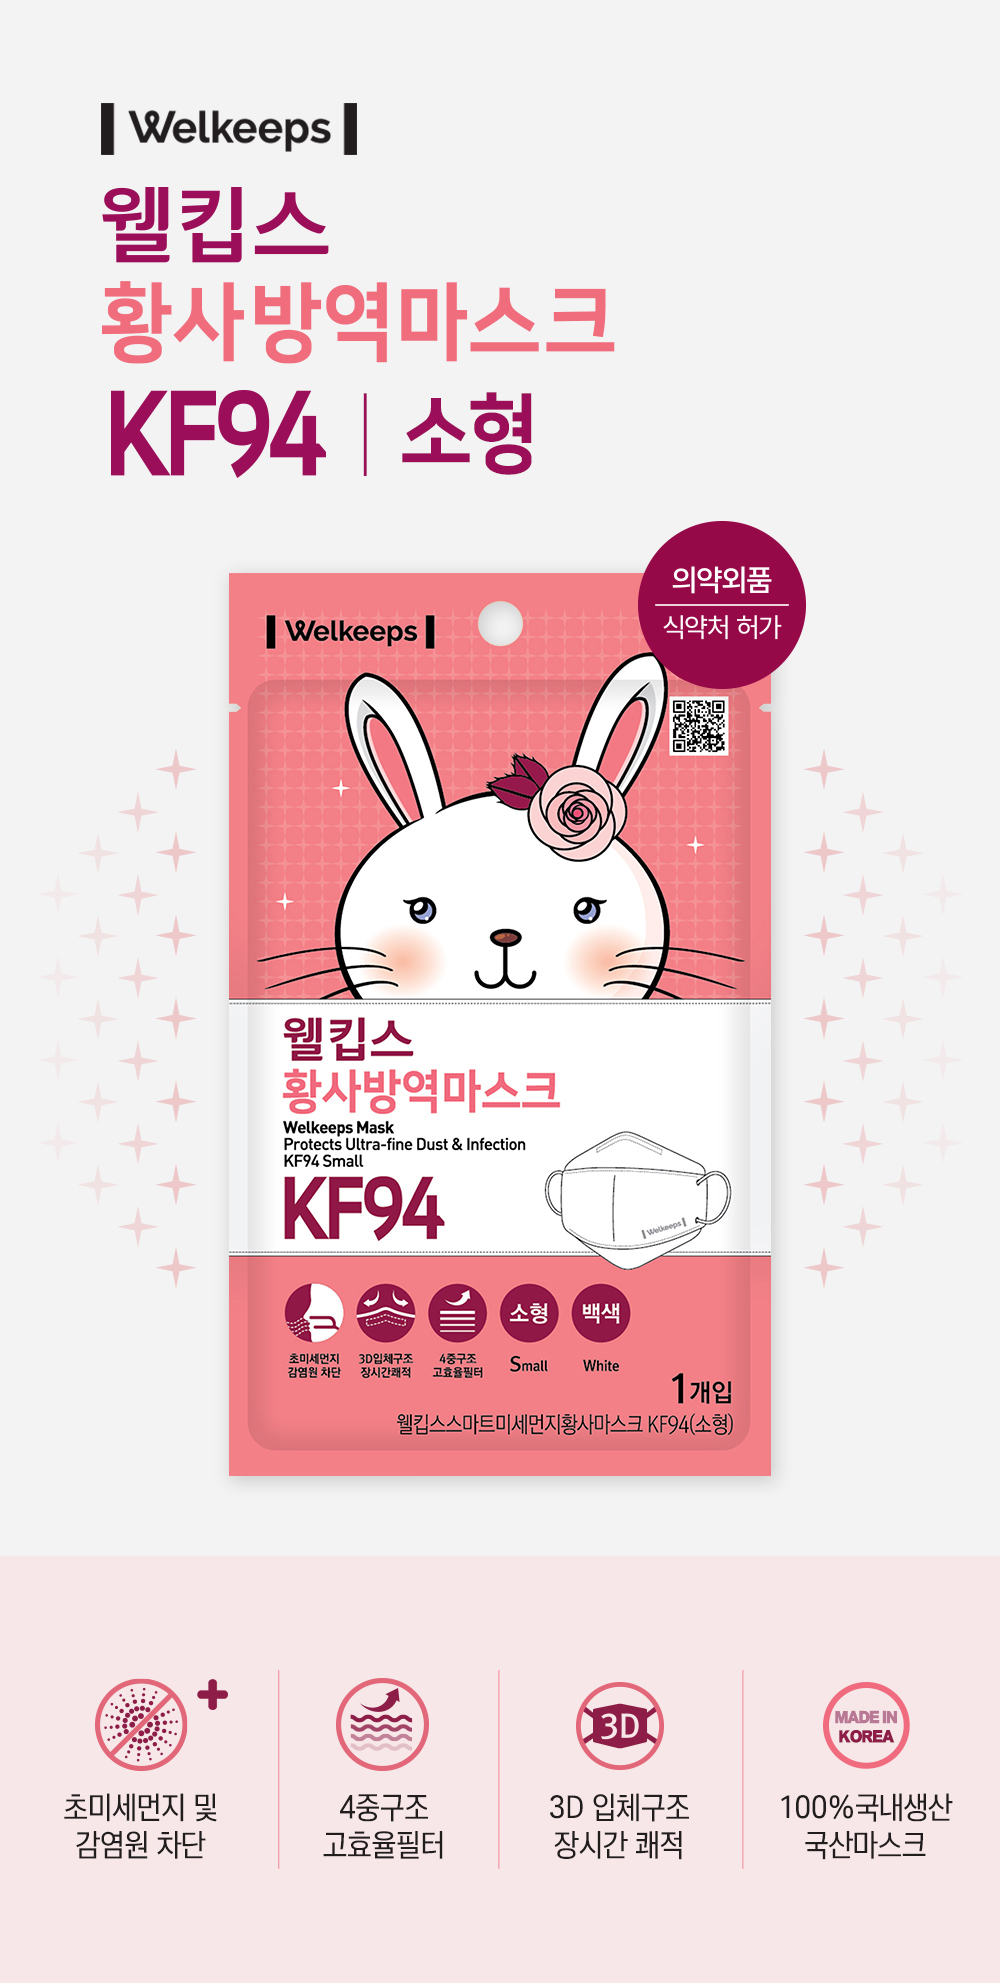 Welkeeps
웰킵스
황사방역마스크
KF94 | 소형
의약외품
식약처 허가
Welkeeps
웰킵스
황사방역마스크
Welkeeps Mask
Protects Ultra-fine Dust & Infection
KF94 Small
KF94
Welkeeps
소형
백색
초미세먼지
감염원 차단
3D입체구조
장시간쾌적
4중구조
고효율필터
Small
White
1개입
웰킵스스마트미세먼지황사마스크 KF94(소형)
3D
MADE IN
KOREA
초미세먼지 및
감염원 차단
4중구조
고효율필터
3D 입체구조
장시간 쾌적
100%국내생산
국산마스크